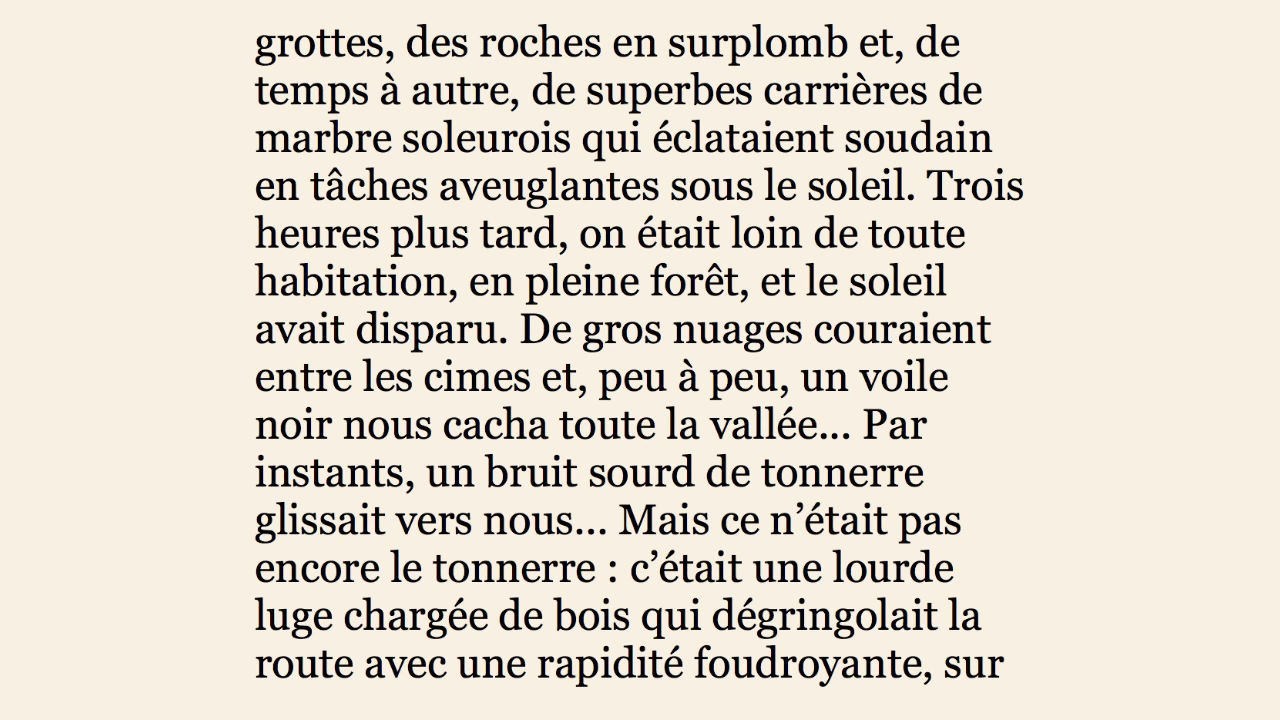 grottes, des roches en surplomb et, de
temps à autre, de superbes carrières de
marbre soleurois qui éclataient soudain
en tâches aveuglantes sous le soleil. Trois
heures plus tard, on était loin de toute
habitation, en pleine forêt, et le soleil
avait disparu. De gros nuages couraient
entre les cimes et, peu à peu, un voile
noir nous cacha toute la vallée... Par
instants, un bruit sourd de tonnerre
glissait vers nous... Mais ce n’était pas
encore le tonnerre : c’était une lourde
luge chargée de bois qui dégringolait la
route avec une rapidité foudroyante, sur